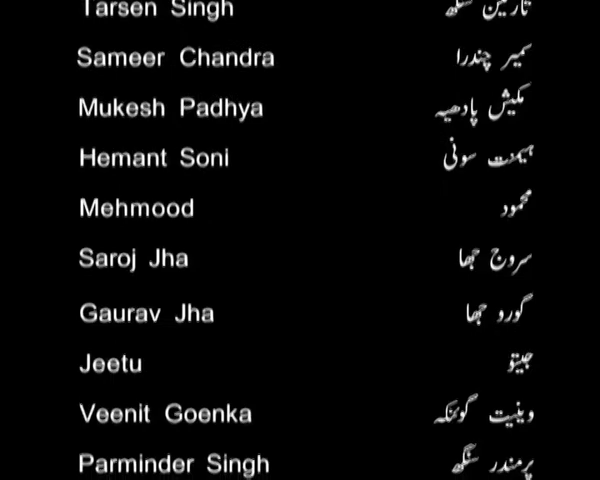 Tarsen Singh تارسین سنگھ
Sameer Chandra سمیر چندرا
Mukesh Padhya مکیش پادھیہ
Hemant Soni ہیمنت سونی
Mehmood محمود
Saroj Jha سروج جھا
Gaurav Jha گورو جھا
Jeetu جیتو
Veenit Goenka وینیت گوئنکہ
Parminder Singh پرمندر سنگھ